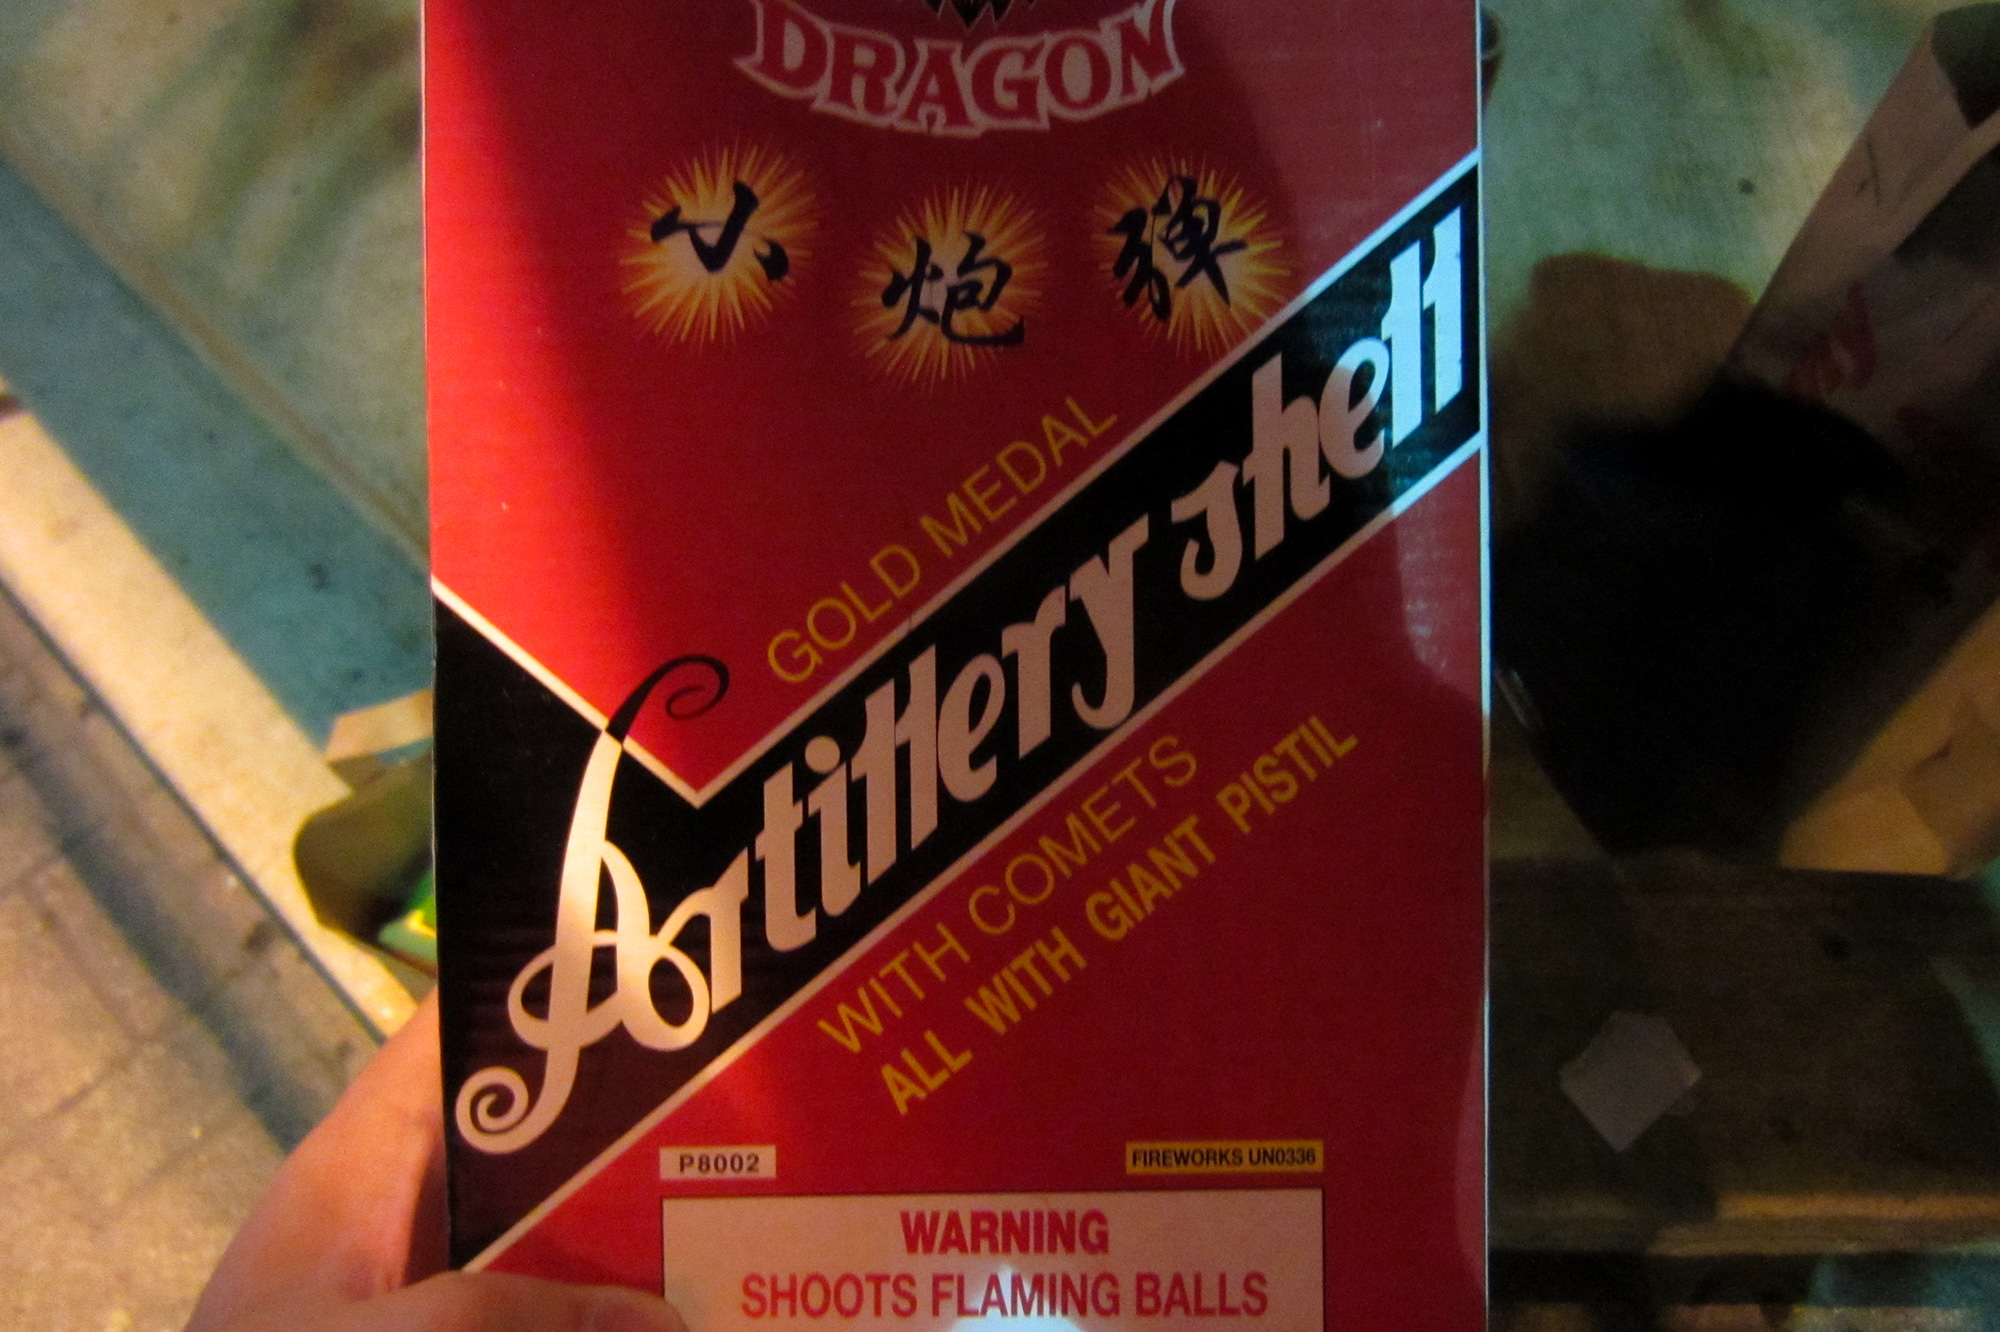 DRAGON
小炮弹
GOLD MEDAL
Artillery shell
WITH COMETS
ALL WITH GIANT PISTIL
P8002
FIREWORKS UN0336
WARNING
SHOOTS FLAMING BALLS